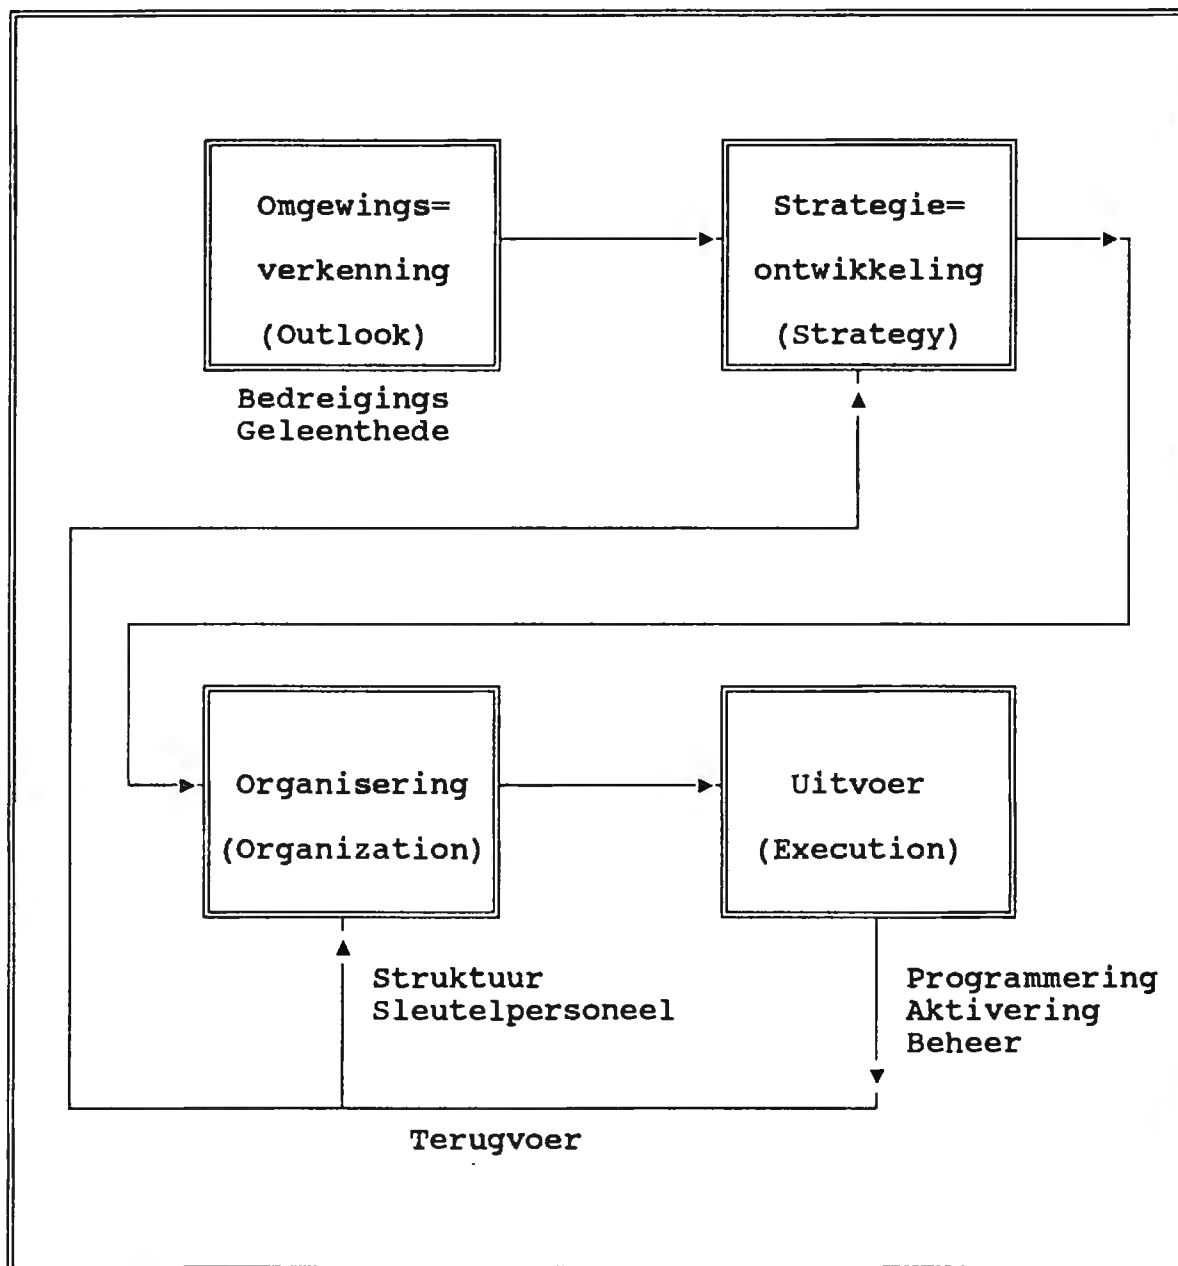 Omgewings=
verkenning
(Outlook)
Bedreigings
Geleenthede
Strategie=
ontwikkeling
(Strategy)
Organisering
(Organization)
Struktuur
Sleutelpersoneel
Uitvoer
(Execution)
Programmering
Aktivering
Beheer
Terugvoer